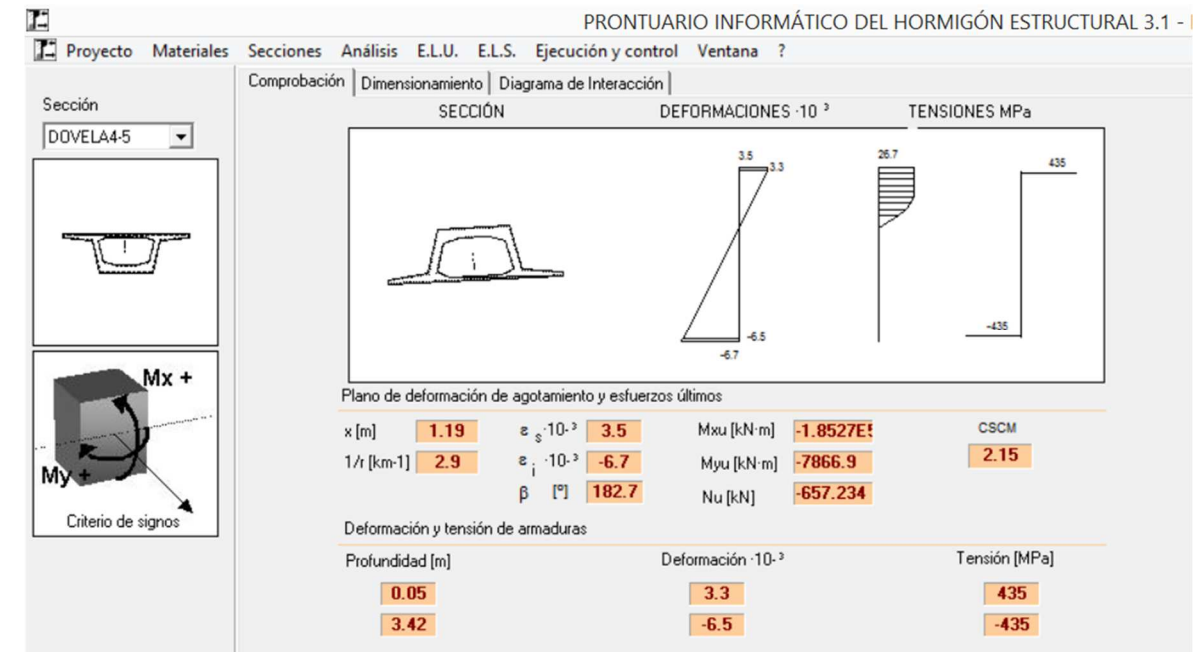 PRONTUARIO INFORMÁTICO DEL HORMIGÓN ESTRUCTURAL 3.1 -
Proyecto Materiales Secciones Análisis E.L.U. E.L.S. Ejecución y control Ventana ?
Comprobación Dimensionamiento Diagrama de Interacción
Sección
DOVELA4-5
SECCIÓN DEFORMACIONES ·10 ³ TENSIONES MPa
3.5
3.3
-6.5
-6.7
26.7
435
-435
Mx +
My +
Criterio de signos
Plano de deformación de agotamiento y esfuerzos últimos
x [m] 1.19 ε s ·10-³ 3.5 Mxu [kN·m] -1.8527E5 CSCM
1/r [km-1] 2.9 ε i ·10-³ -6.7 Myu [kN·m] -7866.9 2.15
β [º] 182.7 Nu [kN] -657.234
Deformación y tensión de armaduras
Profundidad [m] Deformación ·10-³ Tensión [MPa]
0.05 3.3 435
3.42 -6.5 -435